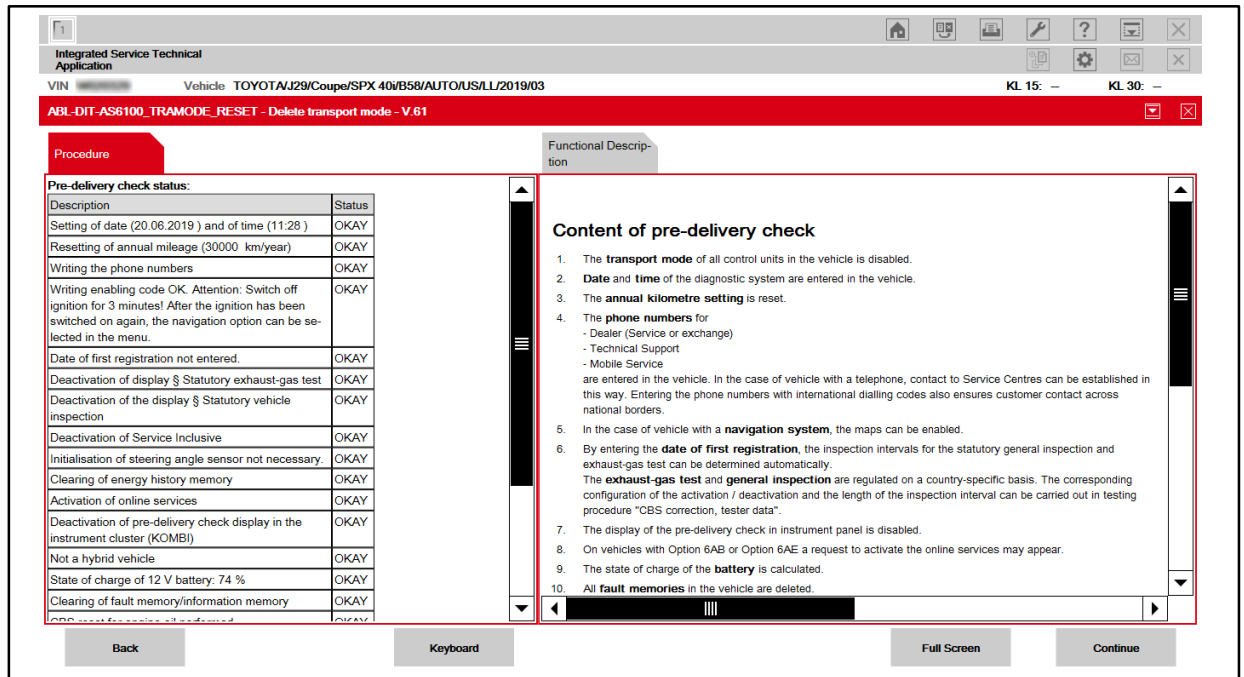 1
Integrated Service Technical
Application
VIN Vehicle TOYOTA/J29/Coupe/SPX 40i/B58/AUTO/US/LL/2019/03 KL 15: – KL 30: –
ABL-DIT-AS6100_TRAMODE_RESET - Delete transport mode - V.61
Procedure
Functional Descrip-
tion
Pre-delivery check status:
Description Status
Setting of date (20.06.2019 ) and of time (11:28 ) OKAY
Resetting of annual mileage (30000 km/year) OKAY
Writing the phone numbers OKAY
Writing enabling code OK. Attention: Switch off OKAY
ignition for 3 minutes! After the ignition has been
switched on again, the navigation option can be se-
lected in the menu.
Date of first registration not entered. OKAY
Deactivation of display § Statutory exhaust-gas test OKAY
Deactivation of the display § Statutory vehicle OKAY
inspection
Deactivation of Service Inclusive OKAY
Initialisation of steering angle sensor not necessary. OKAY
Clearing of energy history memory OKAY
Activation of online services OKAY
Deactivation of pre-delivery check display in the OKAY
instrument cluster (KOMBI)
Not a hybrid vehicle OKAY
State of charge of 12 V battery: 74 % OKAY
Clearing of fault memory/information memory OKAY
CBS reset for engine oil performed OKAY
Content of pre-delivery check
1. The transport mode of all control units in the vehicle is disabled.
2. Date and time of the diagnostic system are entered in the vehicle.
3. The annual kilometre setting is reset.
4. The phone numbers for
- Dealer (Service or exchange)
- Technical Support
- Mobile Service
are entered in the vehicle. In the case of vehicle with a telephone, contact to Service Centres can be established in
this way. Entering the phone numbers with international dialling codes also ensures customer contact across
national borders.
5. In the case of vehicle with a navigation system, the maps can be enabled.
6. By entering the date of first registration, the inspection intervals for the statutory general inspection and
exhaust-gas test can be determined automatically.
The exhaust-gas test and general inspection are regulated on a country-specific basis. The corresponding
configuration of the activation / deactivation and the length of the inspection interval can be carried out in testing
procedure "CBS correction, tester data".
7. The display of the pre-delivery check in instrument panel is disabled.
8. On vehicles with Option 6AB or Option 6AE a request to activate the online services may appear.
9. The state of charge of the battery is calculated.
10. All fault memories in the vehicle are deleted.
Back Keyboard Full Screen Continue